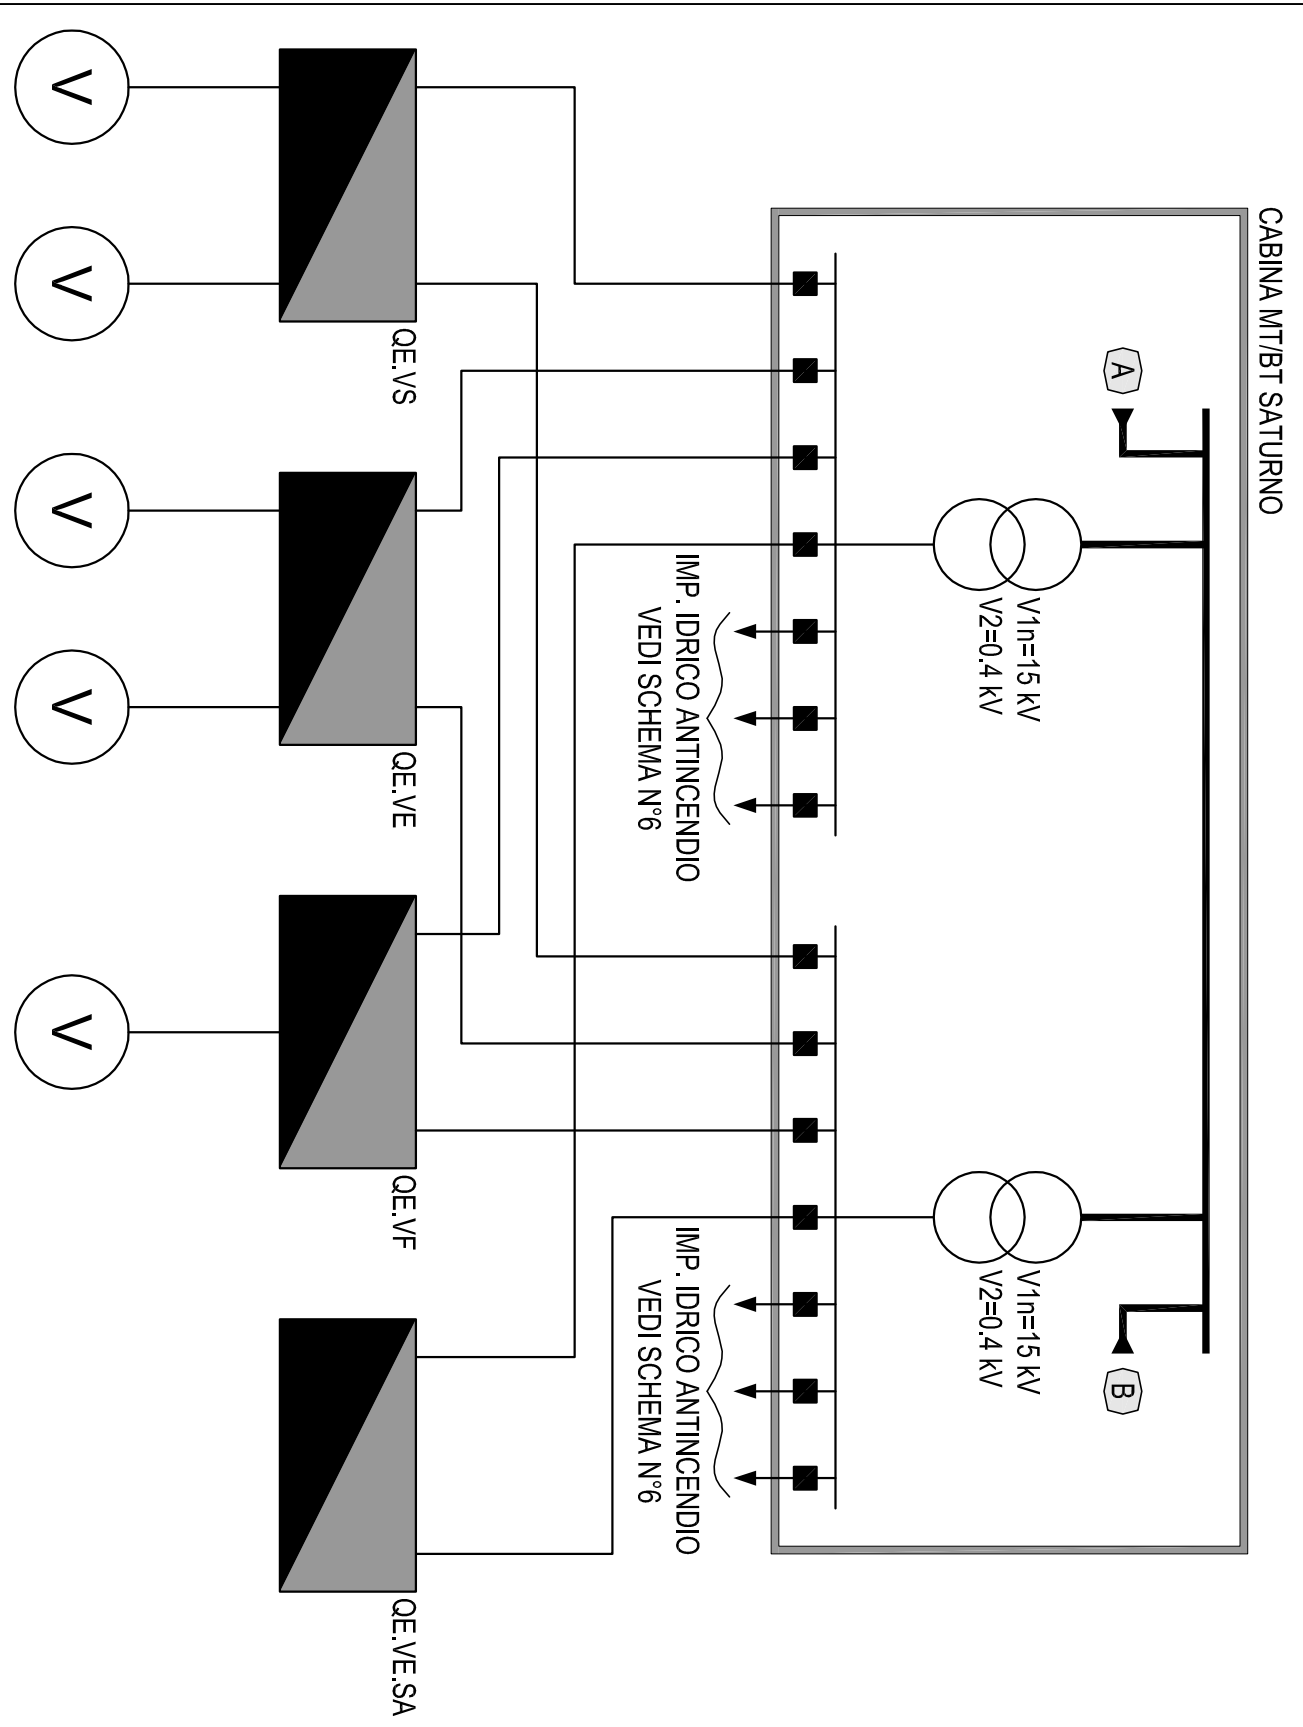 CABINA MT/BT SATURNO
A
B
V1n=15 kV
V2=0.4 kV
V1n=15 kV
V2=0.4 kV
IMP. IDRICO ANTINCENDIO
VEDI SCHEMA N°6
IMP. IDRICO ANTINCENDIO
VEDI SCHEMA N°6
QE.VS
QE.VE
QE.VF
QE.VE.SA
V
V
V
V
V